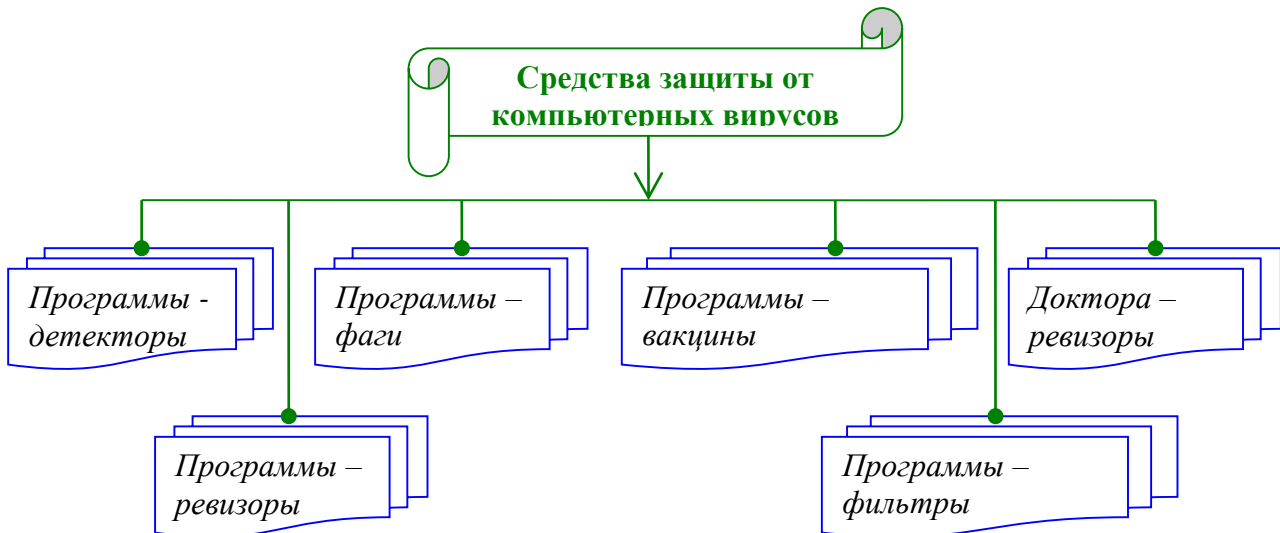 Средства защиты от
компьютерных вирусов
Программы -
детекторы
Программы –
фаги
Программы –
вакцины
Доктора –
ревизоры
Программы –
ревизоры
Программы –
фильтры